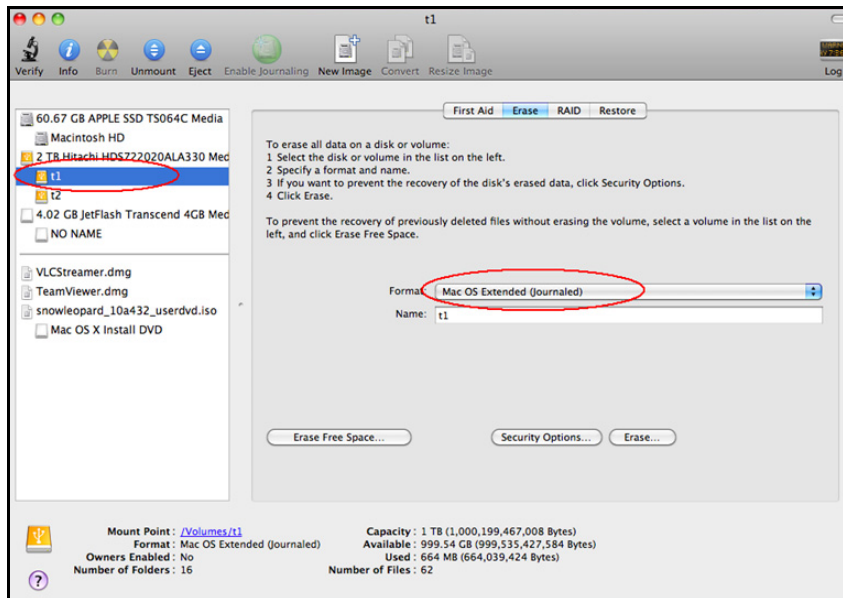 t1
Verify Info Burn Unmount Eject Enable Journaling New Image Convert Resize Image Log
60.67 GB APPLE SSD TS064C Media
Macintosh HD
2 TB Hitachi HDS722020ALA330 Med
t1
t2
4.02 GB JetFlash Transcend 4GB Med
NO NAME
VLCStreamer.dmg
TeamViewer.dmg
snowleopard_10a432_userdvd.iso
Mac OS X Install DVD
First Aid Erase RAID Restore
To erase all data on a disk or volume:
1 Select the disk or volume in the list on the left.
2 Specify a format and name.
3 If you want to prevent the recovery of the disk's erased data, click Security Options.
4 Click Erase.
To prevent the recovery of previously deleted files without erasing the volume, select a volume in the list on the
left, and click Erase Free Space.
Format: Mac OS Extended (Journaled)
Name: t1
Erase Free Space... Security Options... Erase...
Mount Point : /Volumes/t1
Format : Mac OS Extended (Journaled)
Owners Enabled : No
Number of Folders : 16
Capacity : 1 TB (1,000,199,467,008 Bytes)
Available : 999.54 GB (999,535,427,584 Bytes)
Used : 664 MB (664,039,424 Bytes)
Number of Files : 62
?